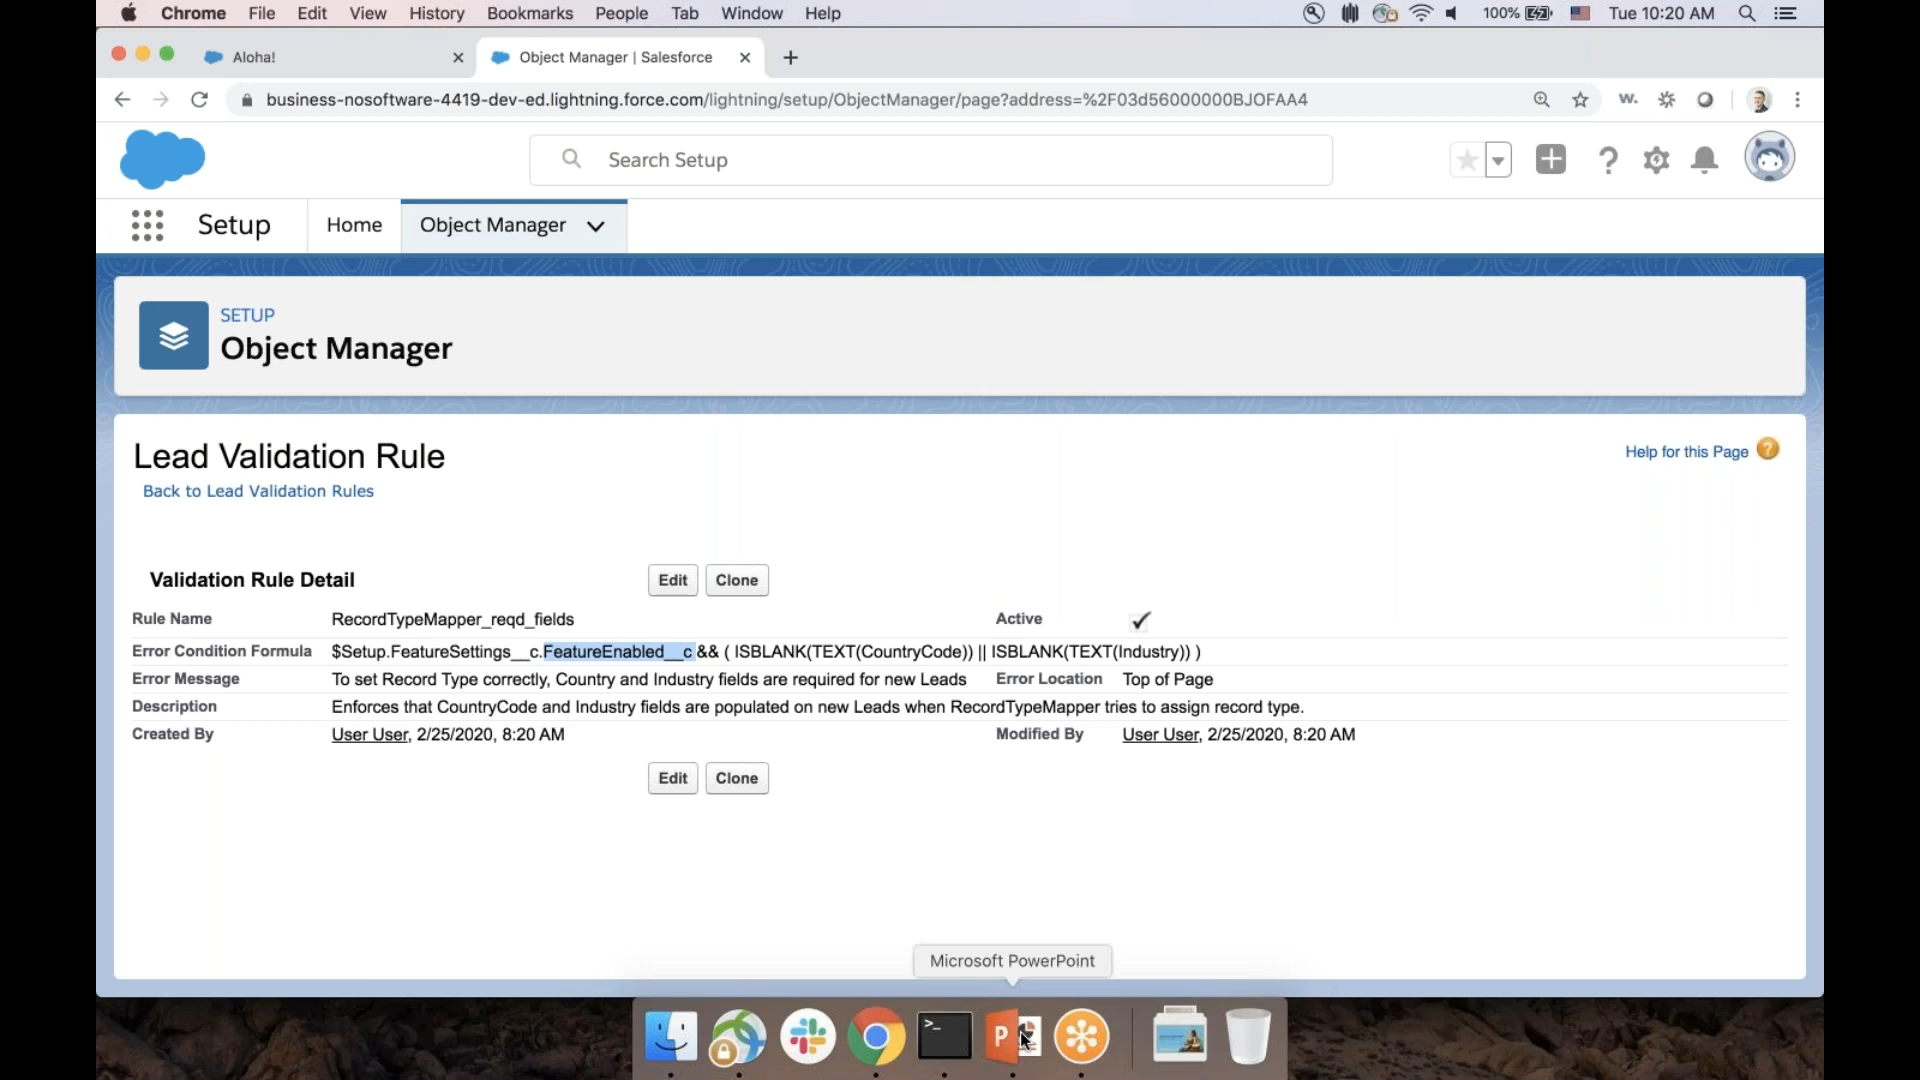 Chrome File Edit View History Bookmarks People Tab Window Help 100% Tue 10:20 AM
Aloha! Object Manager | Salesforce
business-nosoftware-4419-dev-ed.lightning.force.com/lightning/setup/ObjectManager/page?address=%2F03d56000000BJOFAA4 w.
Search Setup
Setup Home Object Manager
SETUP
Object Manager
Lead Validation Rule
Help for this Page ?
Back to Lead Validation Rules
Validation Rule Detail Edit Clone
Rule Name RecordTypeMapper_reqd_fields Active
Error Condition Formula $Setup.FeatureSettings__c.FeatureEnabled__c && ( ISBLANK(TEXT(CountryCode)) || ISBLANK(TEXT(Industry)) )
Error Message To set Record Type correctly, Country and Industry fields are required for new Leads Error Location Top of Page
Description Enforces that CountryCode and Industry fields are populated on new Leads when RecordTypeMapper tries to assign record type.
Created By User User, 2/25/2020, 8:20 AM Modified By User User, 2/25/2020, 8:20 AM
Edit Clone
Microsoft PowerPoint
>_ P